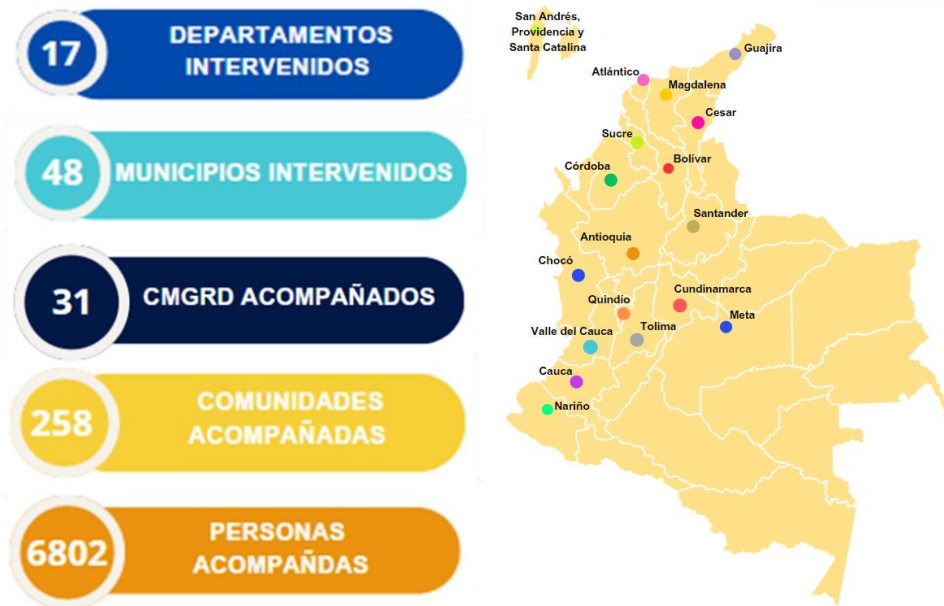 17
DEPARTAMENTOS
INTERVENIDOS
48
MUNICIPIOS INTERVENIDOS
31
CMGRD ACOMPAÑADOS
258
COMUNIDADES
ACOMPAÑADAS
6802
PERSONAS
ACOMPAÑDAS
San Andrés,
Providencia y
Santa Catalina
Guajira
Atlántico
Magdalena
Cesar
Sucre
Bolívar
Córdoba
Santander
Antioquia
Chocó
Cundinamarca
Quindío
Meta
Tolima
Valle del Cauca
Cauca
Nariño